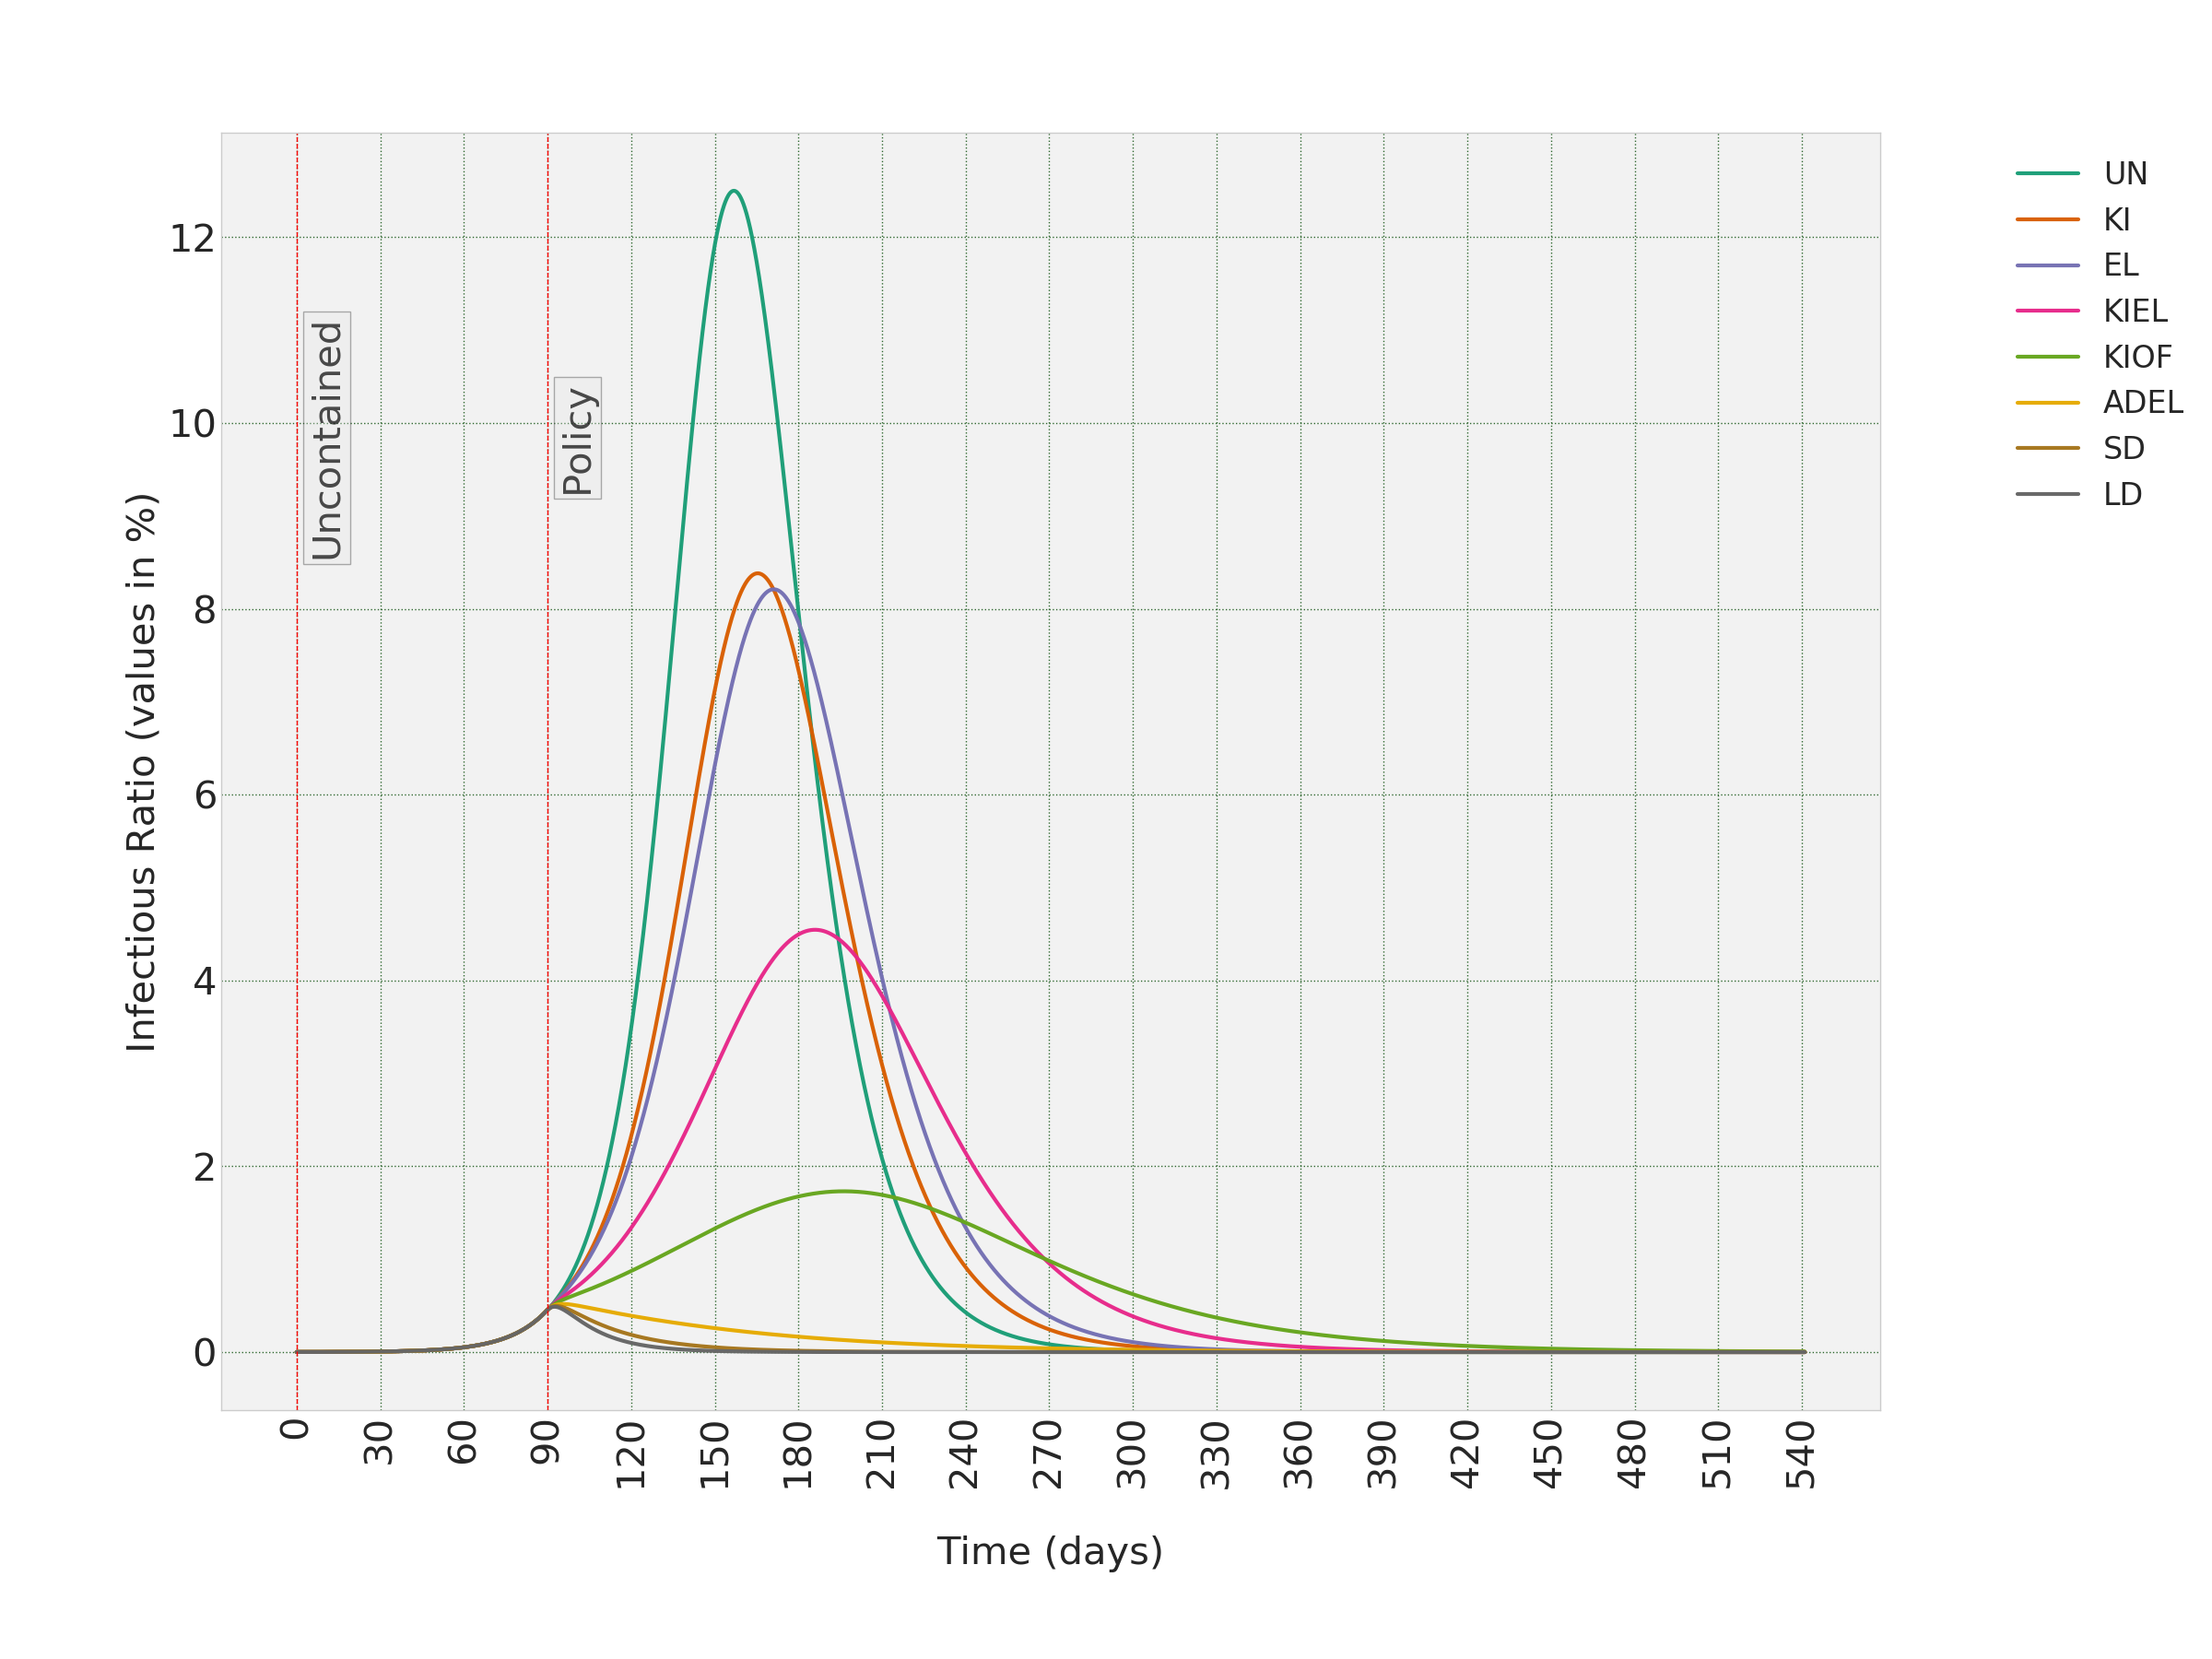 Infectious Ratio (values in %)
12
10
8
6
4
2
0
Uncontained
Policy
0
30
60
90
120
150
180
210
240
270
300
330
360
390
420
450
480
510
540
Time (days)
UN
KI
EL
KIEL
KIOF
ADEL
SD
LD